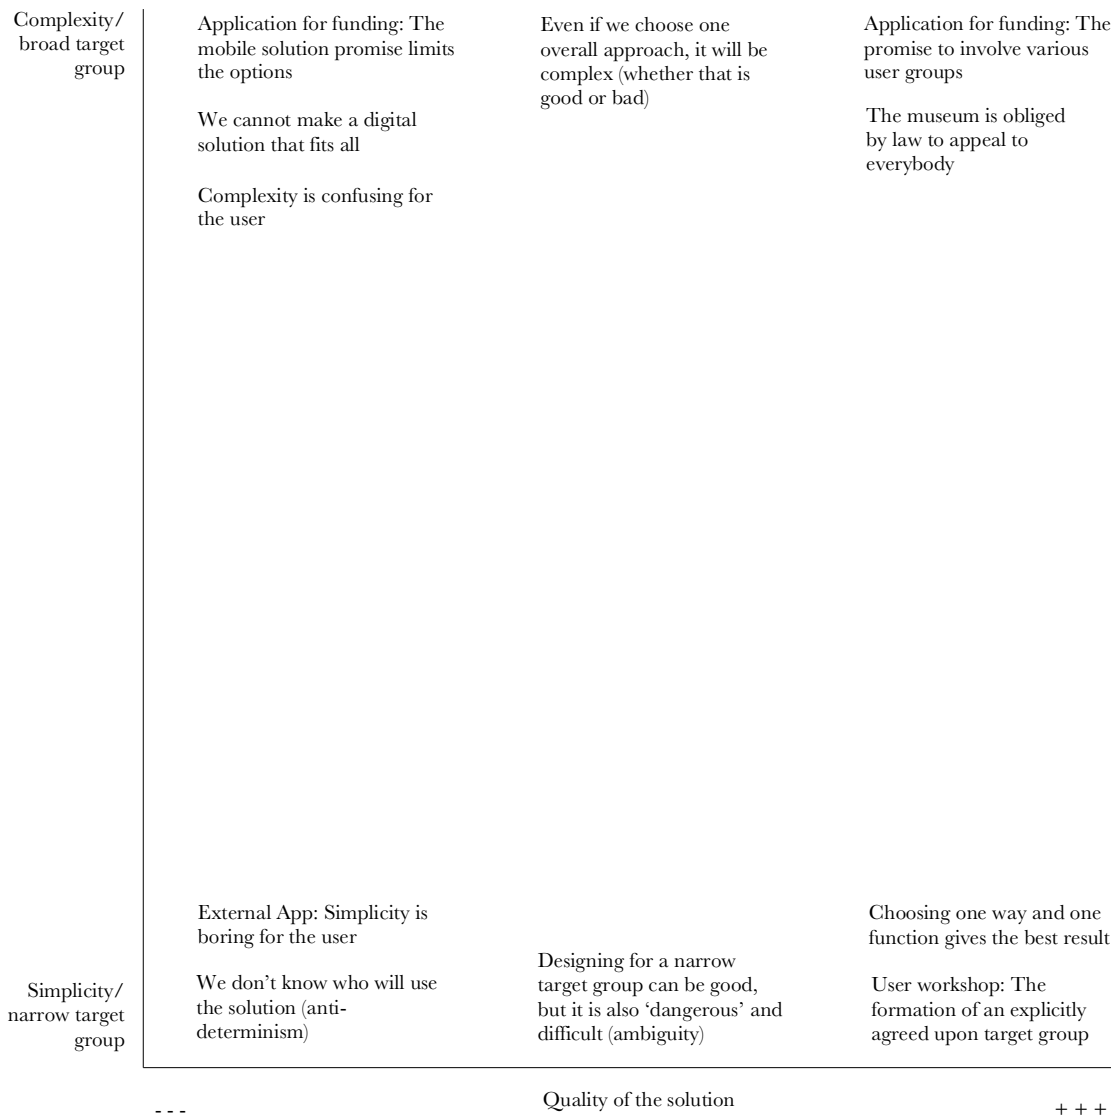 Complexity/
broad target
group
Application for funding: The
mobile solution promise limits
the options
We cannot make a digital
solution that fits all
Complexity is confusing for
the user
Even if we choose one
overall approach, it will be
complex (whether that is
good or bad)
Application for funding: The
promise to involve various
user groups
The museum is obliged
by law to appeal to
everybody
Simplicity/
narrow target
group
External App: Simplicity is
boring for the user
We don’t know who will use
the solution (anti-
determinism)
Designing for a narrow
target group can be good,
but it is also ‘dangerous’ and
difficult (ambiguity)
Choosing one way and one
function gives the best result
User workshop: The
formation of an explicitly
agreed upon target group
- - -
Quality of the solution
+ + +